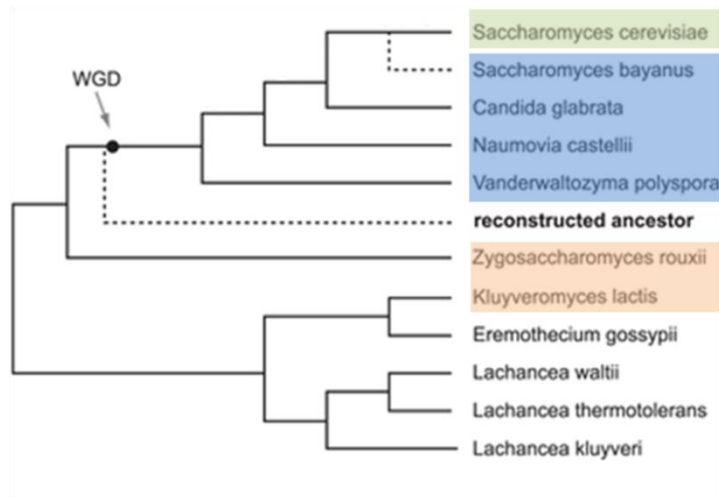 Saccharomyces cerevisiae
WGD
Saccharomyces bayanus
Candida glabrata
Naumovia castellii
Vanderwaltozyma polyspora
reconstructed ancestor
Zygosaccharomyces rouxii
Kluyveromyces lactis
Eremothecium gossypii
Lachancea waltii
Lachancea thermotolerans
Lachancea kluyveri